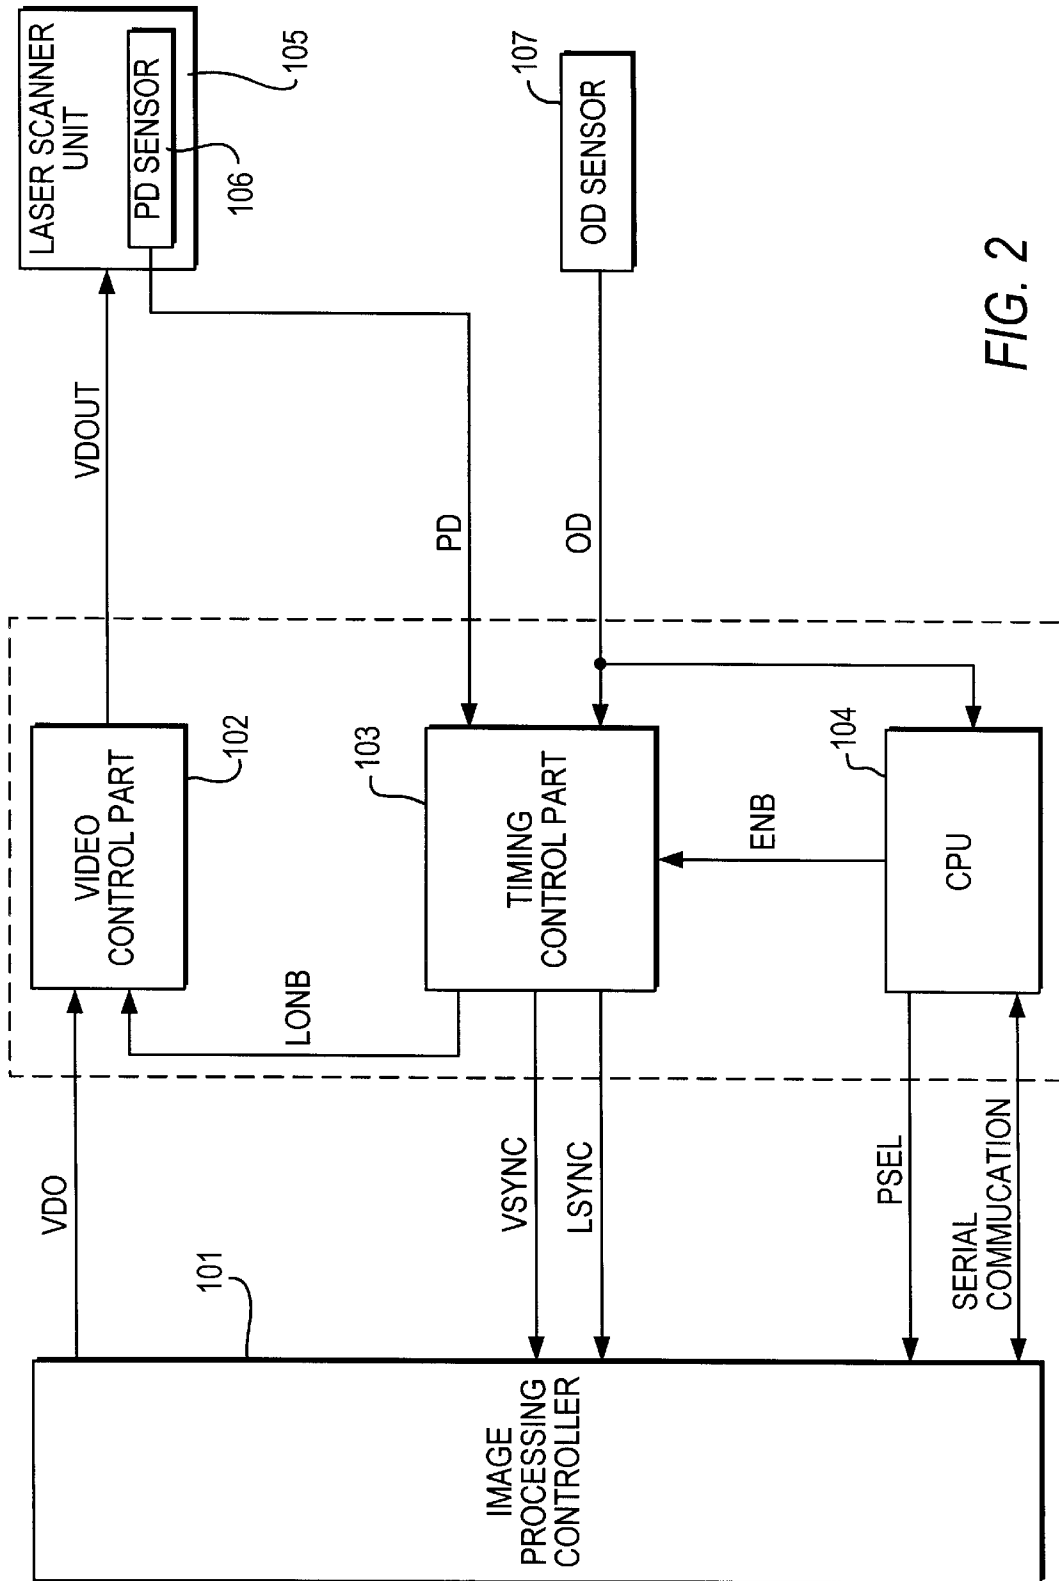 LASER SCANNER
UNIT
PD SENSOR
105
106
107
OD SENSOR
VDOUT
PD
OD
FIG. 2
VIDEO
CONTROL PART
102
103
TIMING
CONTROL PART
104
CPU
ENB
LONB
VDO
VSYNC
LSYNC
PSEL
SERIAL
COMMUCATION
101
IMAGE
PROCESSING
CONTROLLER